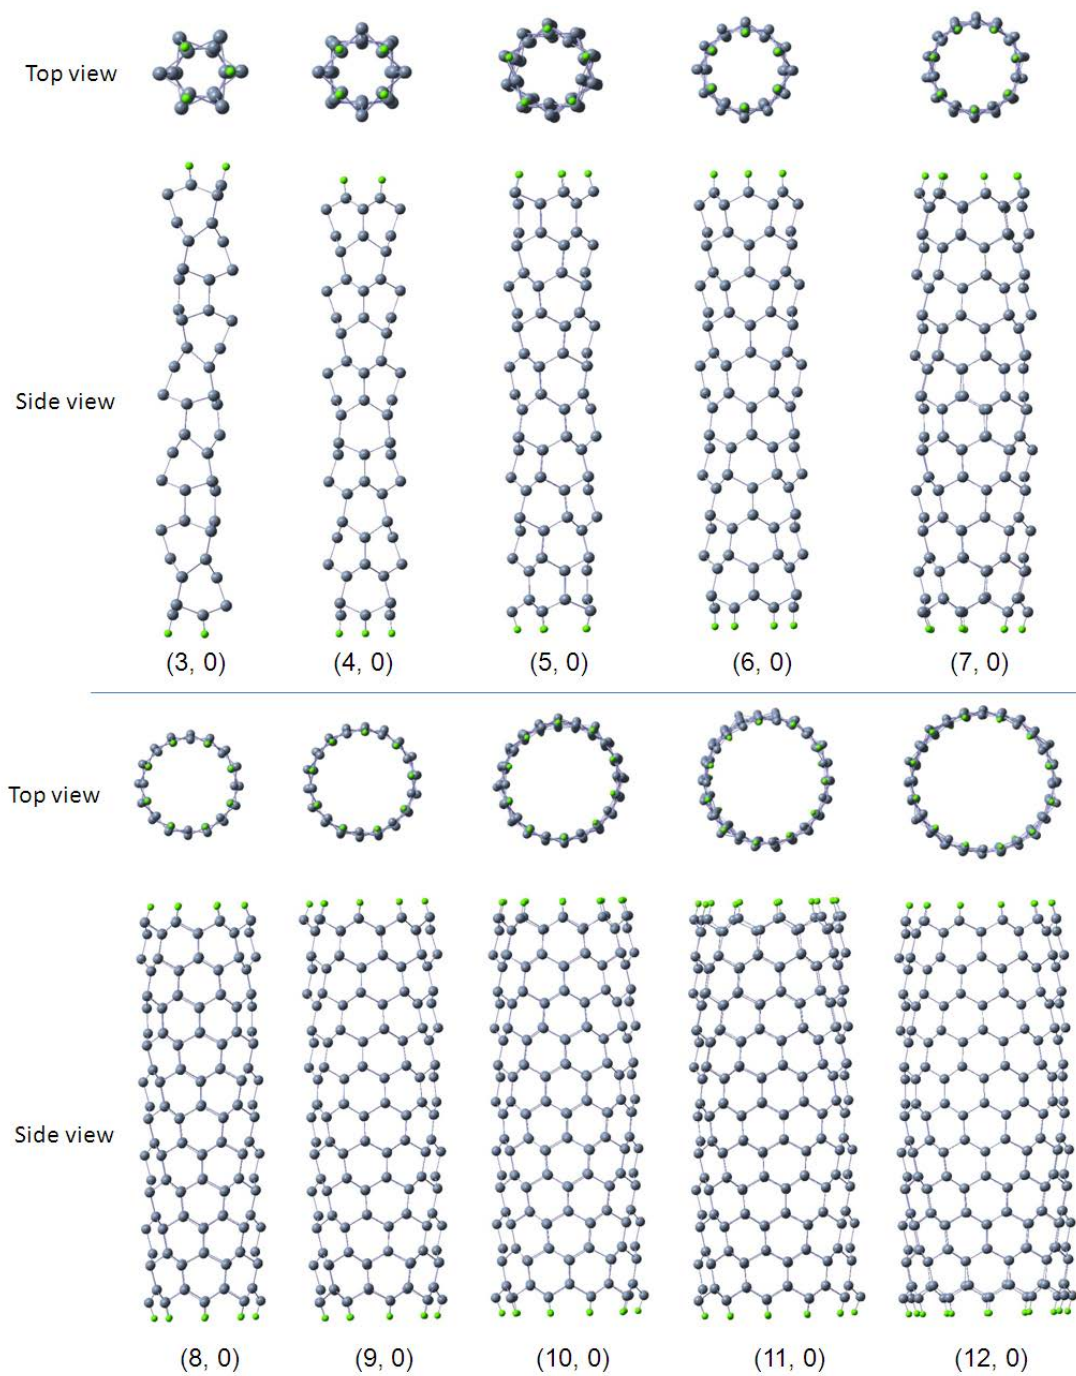 Top view
Side view
(3, 0) (4, 0) (5, 0) (6, 0) (7, 0)
Top view
Side view
(8, 0) (9, 0) (10, 0) (11, 0) (12, 0)